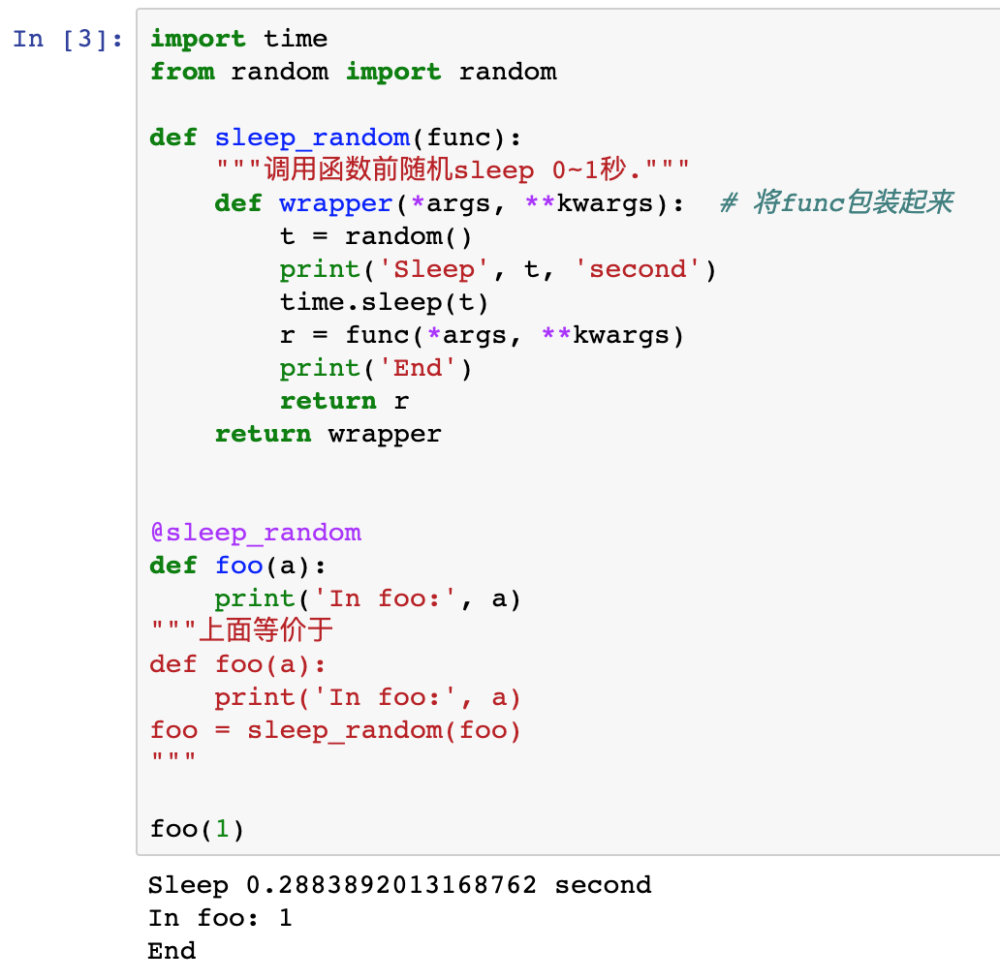 In [3]:
import time
from random import random
def sleep_random(func):
    """调用函数前随机sleep 0~1秒."""
    def wrapper(*args, **kwargs):  # 将func包装起来
        t = random()
        print('Sleep', t, 'second')
        time.sleep(t)
        r = func(*args, **kwargs)
        print('End')
        return r
    return wrapper
@sleep_random
def foo(a):
    print('In foo:', a)
"""上面等价于
def foo(a):
    print('In foo:', a)
foo = sleep_random(foo)
"""
foo(1)
Sleep 0.2883892013168762 second
In foo: 1
End